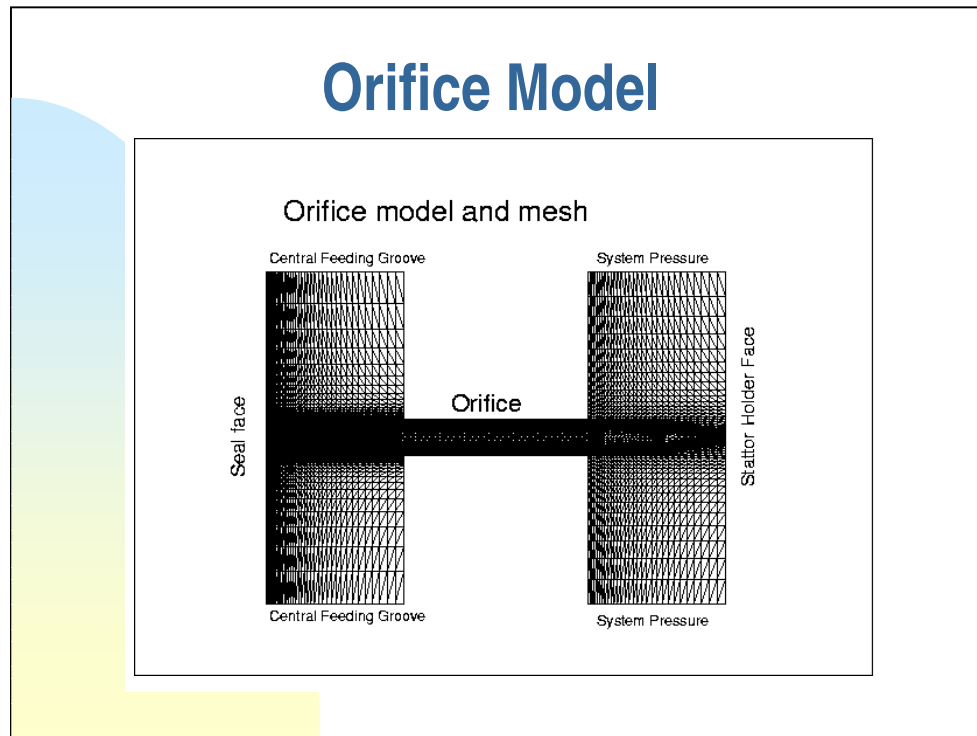 Orifice Model
Orifice model and mesh
Central Feeding Groove
System Pressure
Seal face
Orifice
Stattor Holder Face
Central Feeding Groove
System Pressure